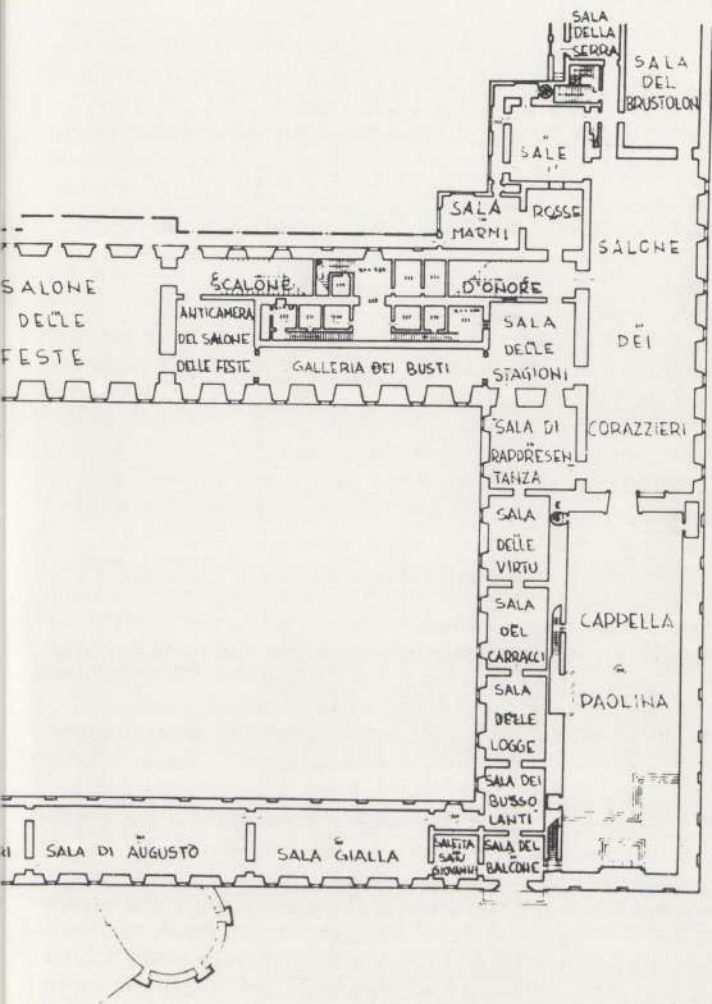 SALA
DELLA
SERRA
SALA
DEL
BRUSTOLON
SALE
ROSSE
SALA
MARMI
SALONE
DEI
CORAZZIERI
SALONE
DELLE
FESTE
SCALONE
D'ONORE
ANTICAMERA
DEL SALONE
DELLE FESTE
GALLERIA DEI BUSTI
SALA
DELLE
STAGIONI
SALA DI
RAPPRESEN
TANZA
SALA
DELLE
VIRTU
SALA
DEL
CARRACCI
SALA
DELLE
LOGGE
CAPPELLA
PAOLINA
SALA DEI
BUSSO
LANTI
RI
SALA DI AUGUSTO
SALA GIALLA
SALETTA
GIOVANNI
SALA DEL
BALCONE